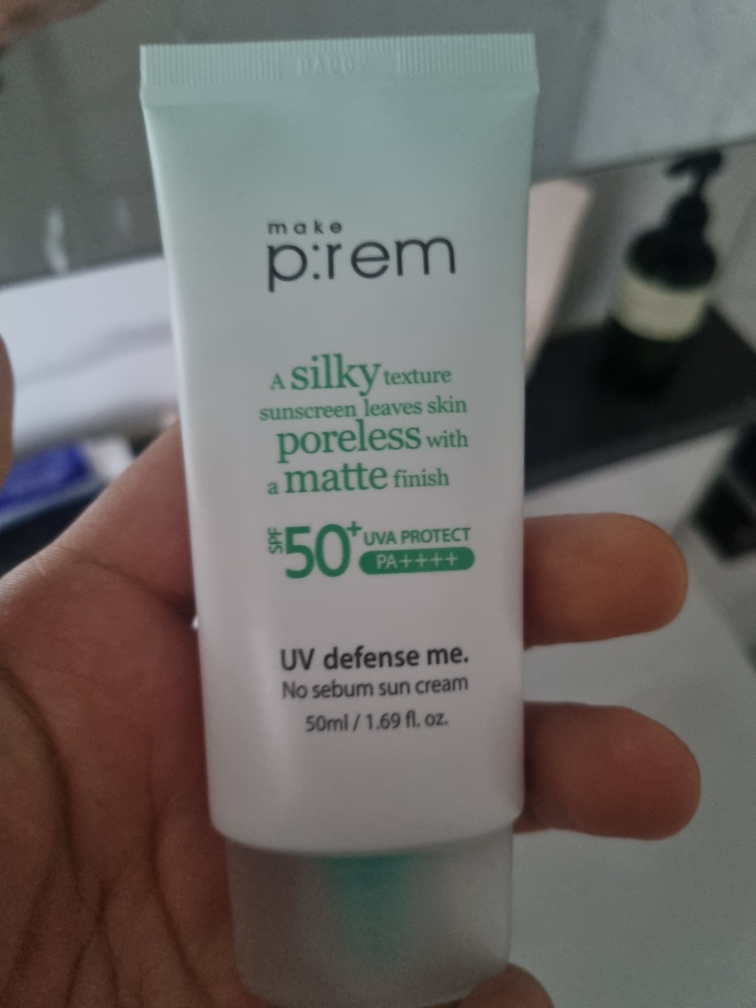 make
p:rem
A silky texture
sunscreen leaves skin
poreless with
a matte finish
SPF 50+ UVA PROTECT
PA++++
UV defense me.
No sebum sun cream
50ml / 1.69 fl. oz.